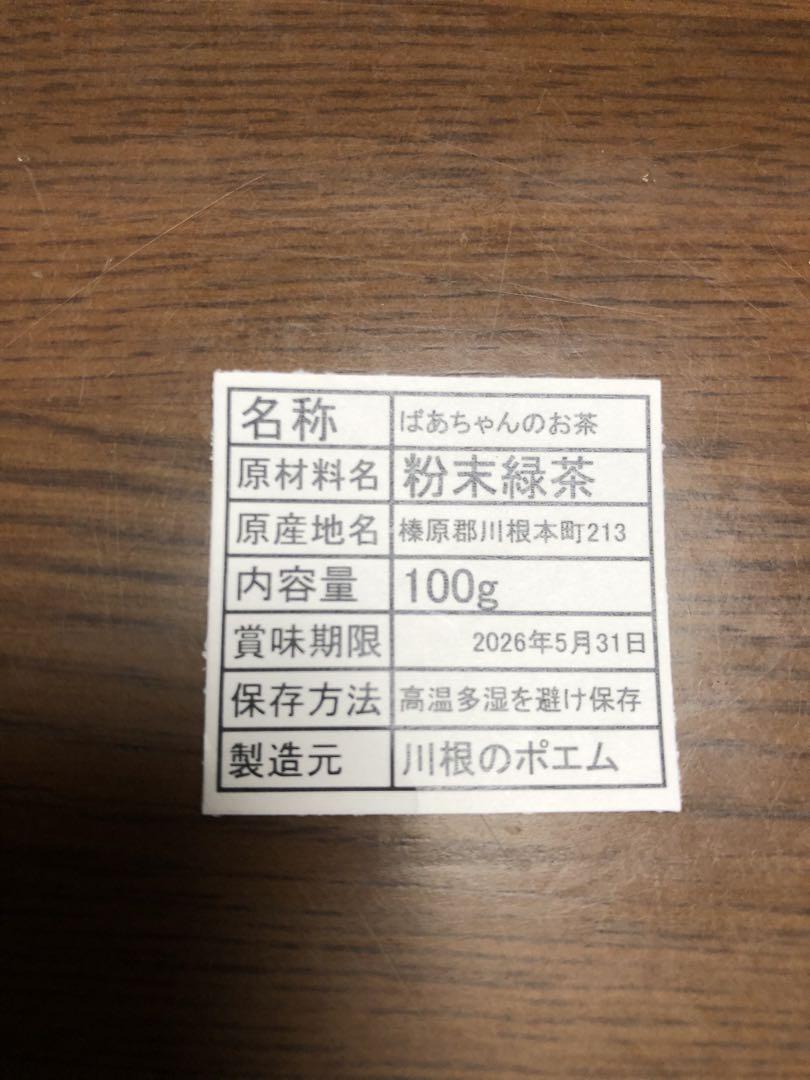 名称 ばあちゃんのお茶
原材料名 粉末緑茶
原産地名 榛原郡川根本町213
内容量 100g
賞味期限 2026年5月31日
保存方法 高温多湿を避け保存
製造元 川根のポエム